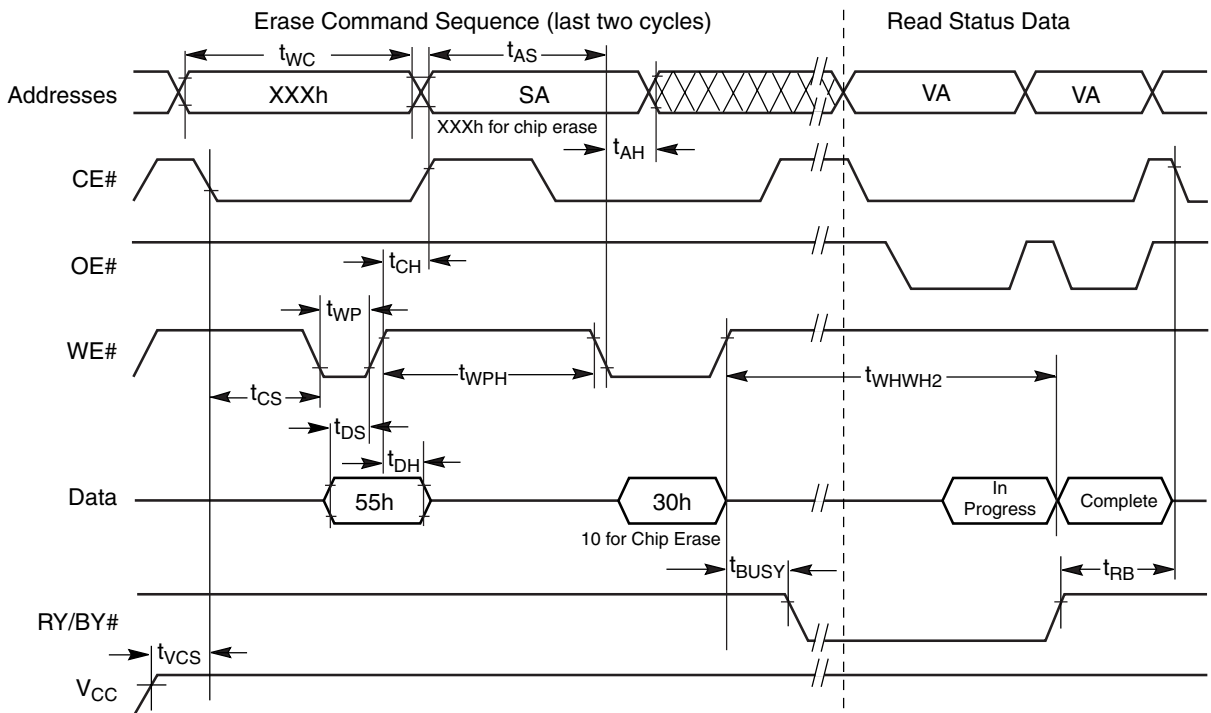 Erase Command Sequence (last two cycles)
Read Status Data
tWC
tAS
Addresses
XXXh
SA
VA
VA
XXXh for chip erase
tAH
CE#
OE#
tCH
tWP
WE#
tWPH
tWHWH2
tCS
tDS
tDH
Data
55h
30h
In
Progress
Complete
10 for Chip Erase
tBUSY
tRB
RY/BY#
tVCS
VCC